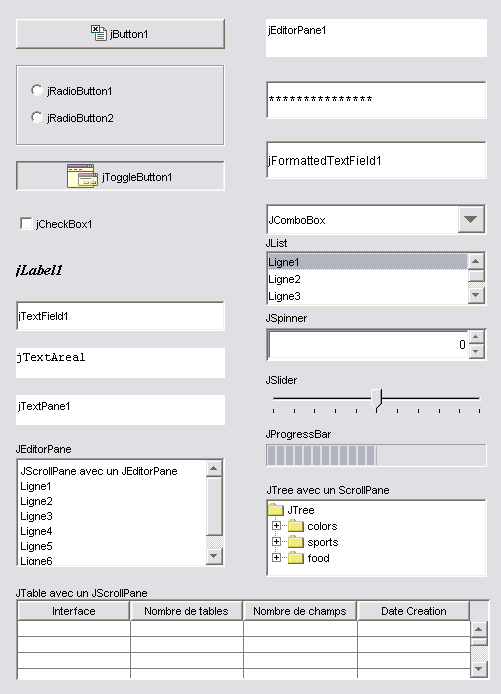 jButton1
jRadioButton1
jRadioButton2
jToggleButton1
jCheckBox1
jLabel1
jTextField1
jTextArea1
jTextPane1
JEditorPane
JScrollPane avec un JEditorPane
Ligne1
Ligne2
Ligne3
Ligne4
Ligne5
Ligne6
jEditorPane1
***************
jFormattedTextField1
JComboBox
JList
Ligne1
Ligne2
Ligne3
JSpinner
0
JSlider
JProgressBar
JTree avec un ScrollPane
JTree
colors
sports
food
JTable avec un JScrollPane
Interface Nombre de tables Nombre de champs Date Creation